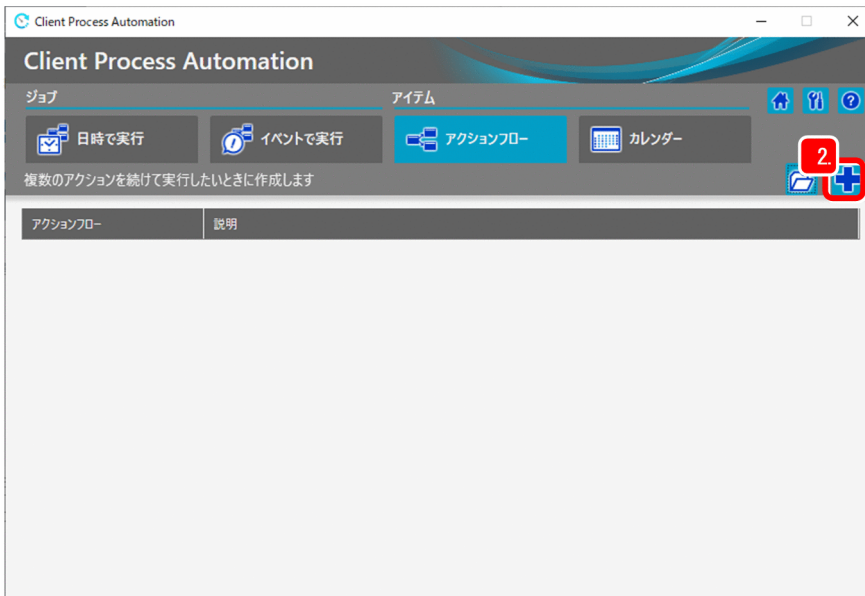 Client Process Automation
Client Process Automation
ジョブ
アイテム
日時で実行
イベントで実行
アクションフロー
カレンダー
2.
複数のアクションを続けて実行したいときに作成します
アクションフロー
説明